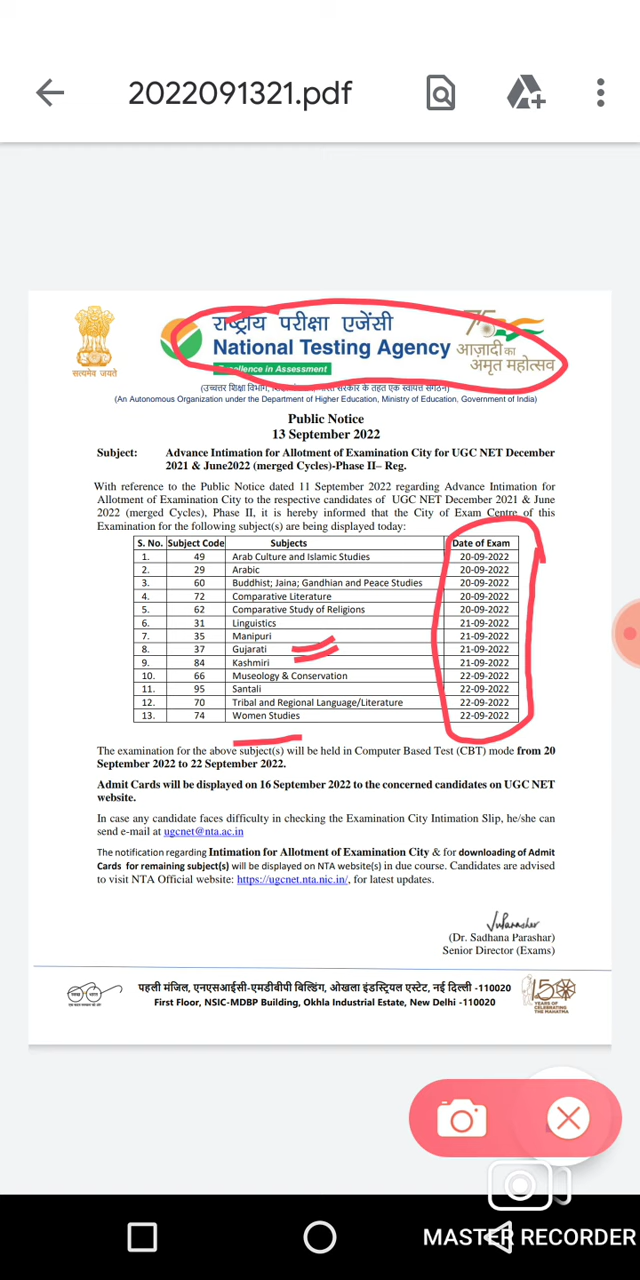 2022091321.pdf
राष्ट्रीय परीक्षा एजेंसी
National Testing Agency
Excellence in Assessment
75
आज़ादी का
अमृत महोत्सव
सत्यमेव जयते
(उच्चतर शिक्षा विभाग, के तहत एक स्वायत्त संगठन)
(An Autonomous Organization under the Department of Higher Education, Ministry of Education, Government of India)
Public Notice
13 September 2022
Subject: Advance Intimation for Allotment of Examination City for UGC NET December
2021 & June2022 (merged Cycles)-Phase II– Reg.
With reference to the Public Notice dated 11 September 2022 regarding Advance Intimation for
Allotment of Examination City to the respective candidates of UGC NET December 2021 & June
2022 (merged Cycles), Phase II, it is hereby informed that the City of Exam Centre of this
Examination for the following subject(s) are being displayed today:
S. No. Subject Code Subjects Date of Exam
1. 49 Arab Culture and Islamic Studies 20-09-2022
2. 29 Arabic 20-09-2022
3. 60 Buddhist; Jaina; Gandhian and Peace Studies 20-09-2022
4. 72 Comparative Literature 20-09-2022
5. 62 Comparative Study of Religions 20-09-2022
6. 31 Linguistics 21-09-2022
7. 35 Manipuri 21-09-2022
8. 37 Gujarati 21-09-2022
9. 84 Kashmiri 21-09-2022
10. 66 Museology & Conservation 22-09-2022
11. 95 Santali 22-09-2022
12. 70 Tribal and Regional Language/Literature 22-09-2022
13. 74 Women Studies 22-09-2022
The examination for the above subject(s) will be held in Computer Based Test (CBT) mode from 20
September 2022 to 22 September 2022.
Admit Cards will be displayed on 16 September 2022 to the concerned candidates on UGC NET
website.
In case any candidate faces difficulty in checking the Examination City Intimation Slip, he/she can
send e-mail at ugcnet@nta.ac.in
The notification regarding Intimation for Allotment of Examination City & for downloading of Admit
Cards for remaining subject(s) will be displayed on NTA website(s) in due course. Candidates are advised
to visit NTA Official website: https://ugcnet.nta.nic.in/, for latest updates.
(Dr. Sadhana Parashar)
Senior Director (Exams)
पहली मंजिल, एनएसआईसी-एमडीबीपी बिल्डिंग, ओखला इंडस्ट्रियल एस्टेट, नई दिल्ली -110020
First Floor, NSIC-MDBP Building, Okhla Industrial Estate, New Delhi -110020
150
YEARS OF
CELEBRATING
THE MAHATMA
MASTER RECORDER